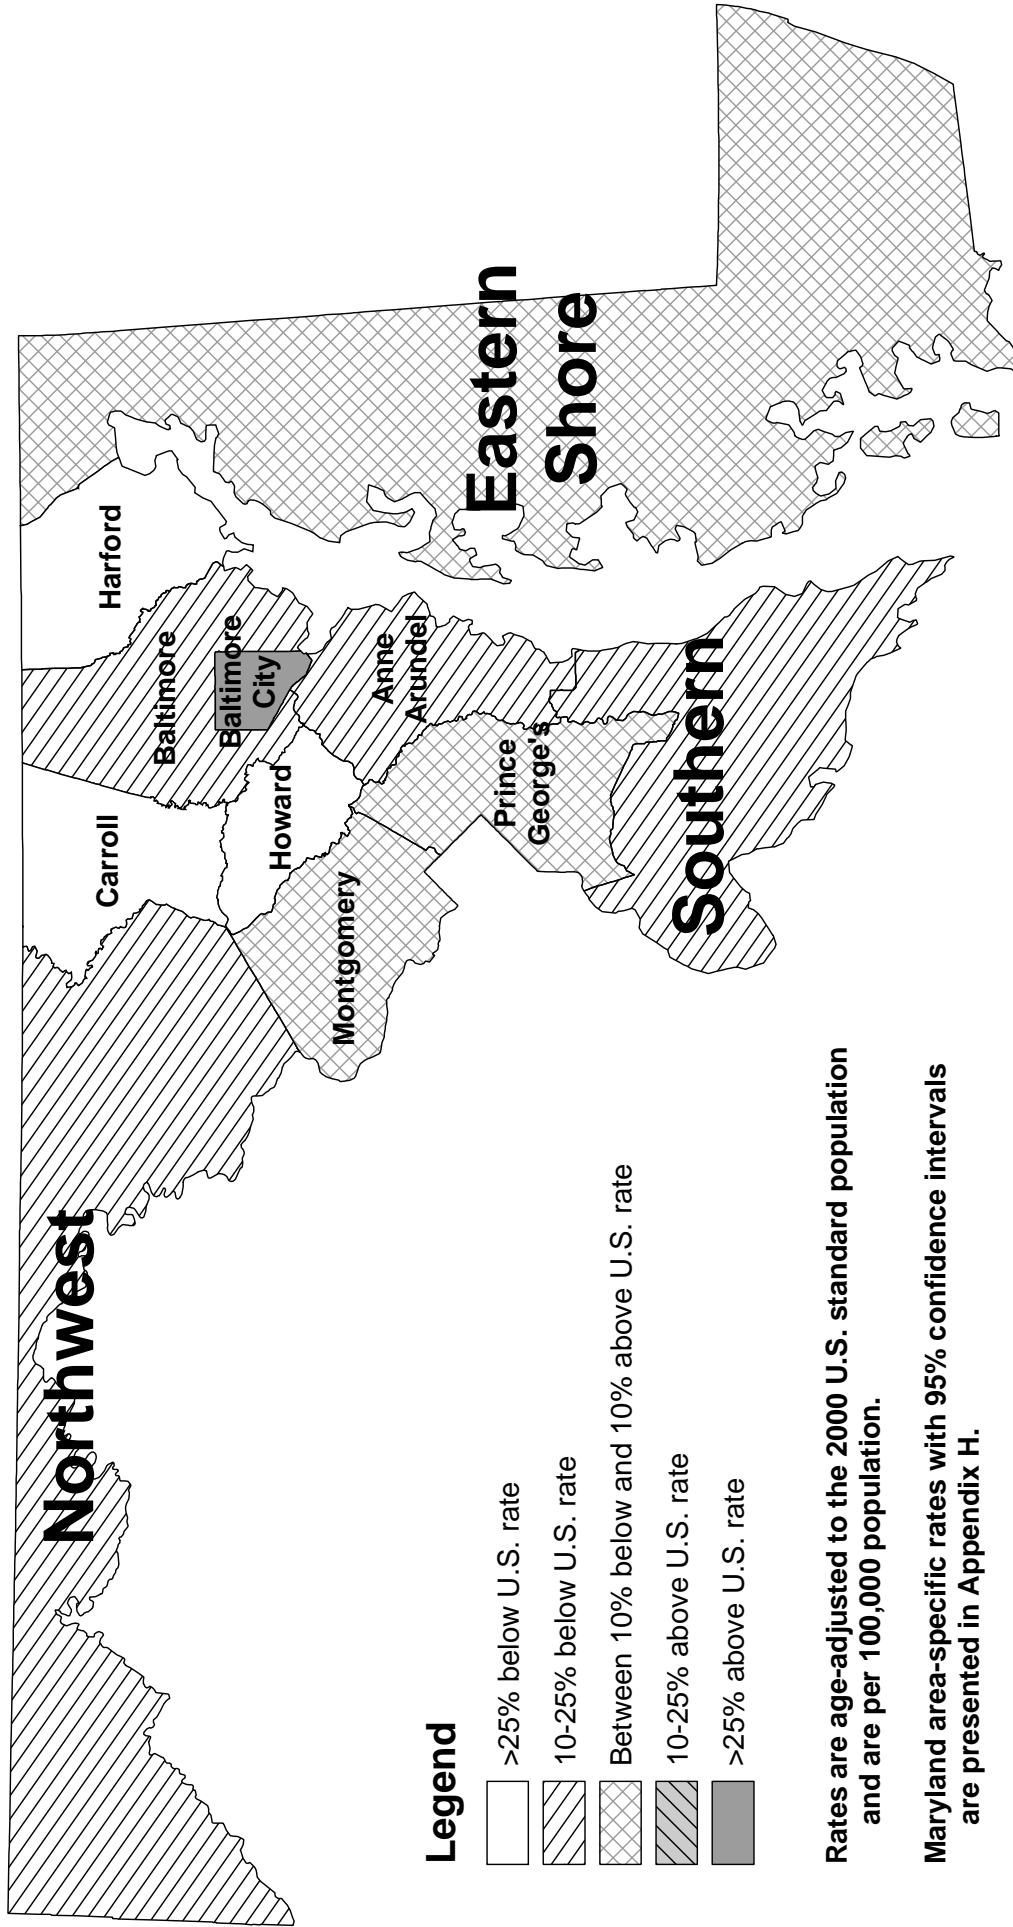 Northwest
Carroll
Baltimore
Harford
Baltimore
City
Howard
Montgomery
Anne
Arundel
Prince
George's
Eastern
Shore
Southern
Legend
>25% below U.S. rate
10-25% below U.S. rate
Between 10% below and 10% above U.S. rate
10-25% above U.S. rate
>25% above U.S. rate
Rates are age-adjusted to the 2000 U.S. standard population
and are per 100,000 population.
Maryland area-specific rates with 95% confidence intervals
are presented in Appendix H.